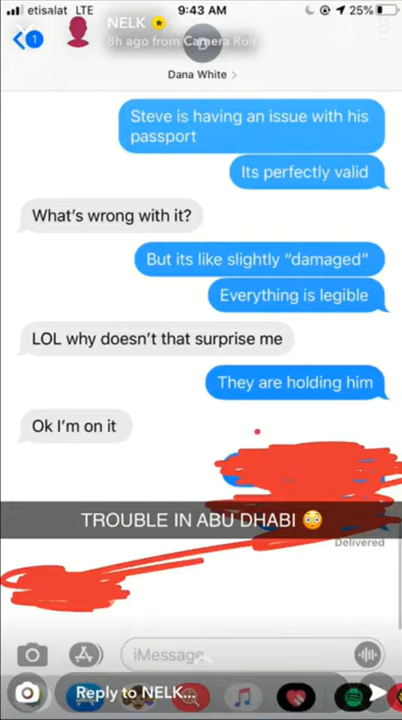 etisalat LTE
9:43 AM
25%
NELK
8h ago from Camera Roll
1
D
Dana White >
Steve is having an issue with his
passport
Its perfectly valid
What's wrong with it?
But its like slightly “damaged”
Everything is legible
LOL why doesn't that surprise me
They are holding him
Ok I'm on it
TROUBLE IN ABU DHABI 😳
Delivered
iMessage
Reply to NELK...